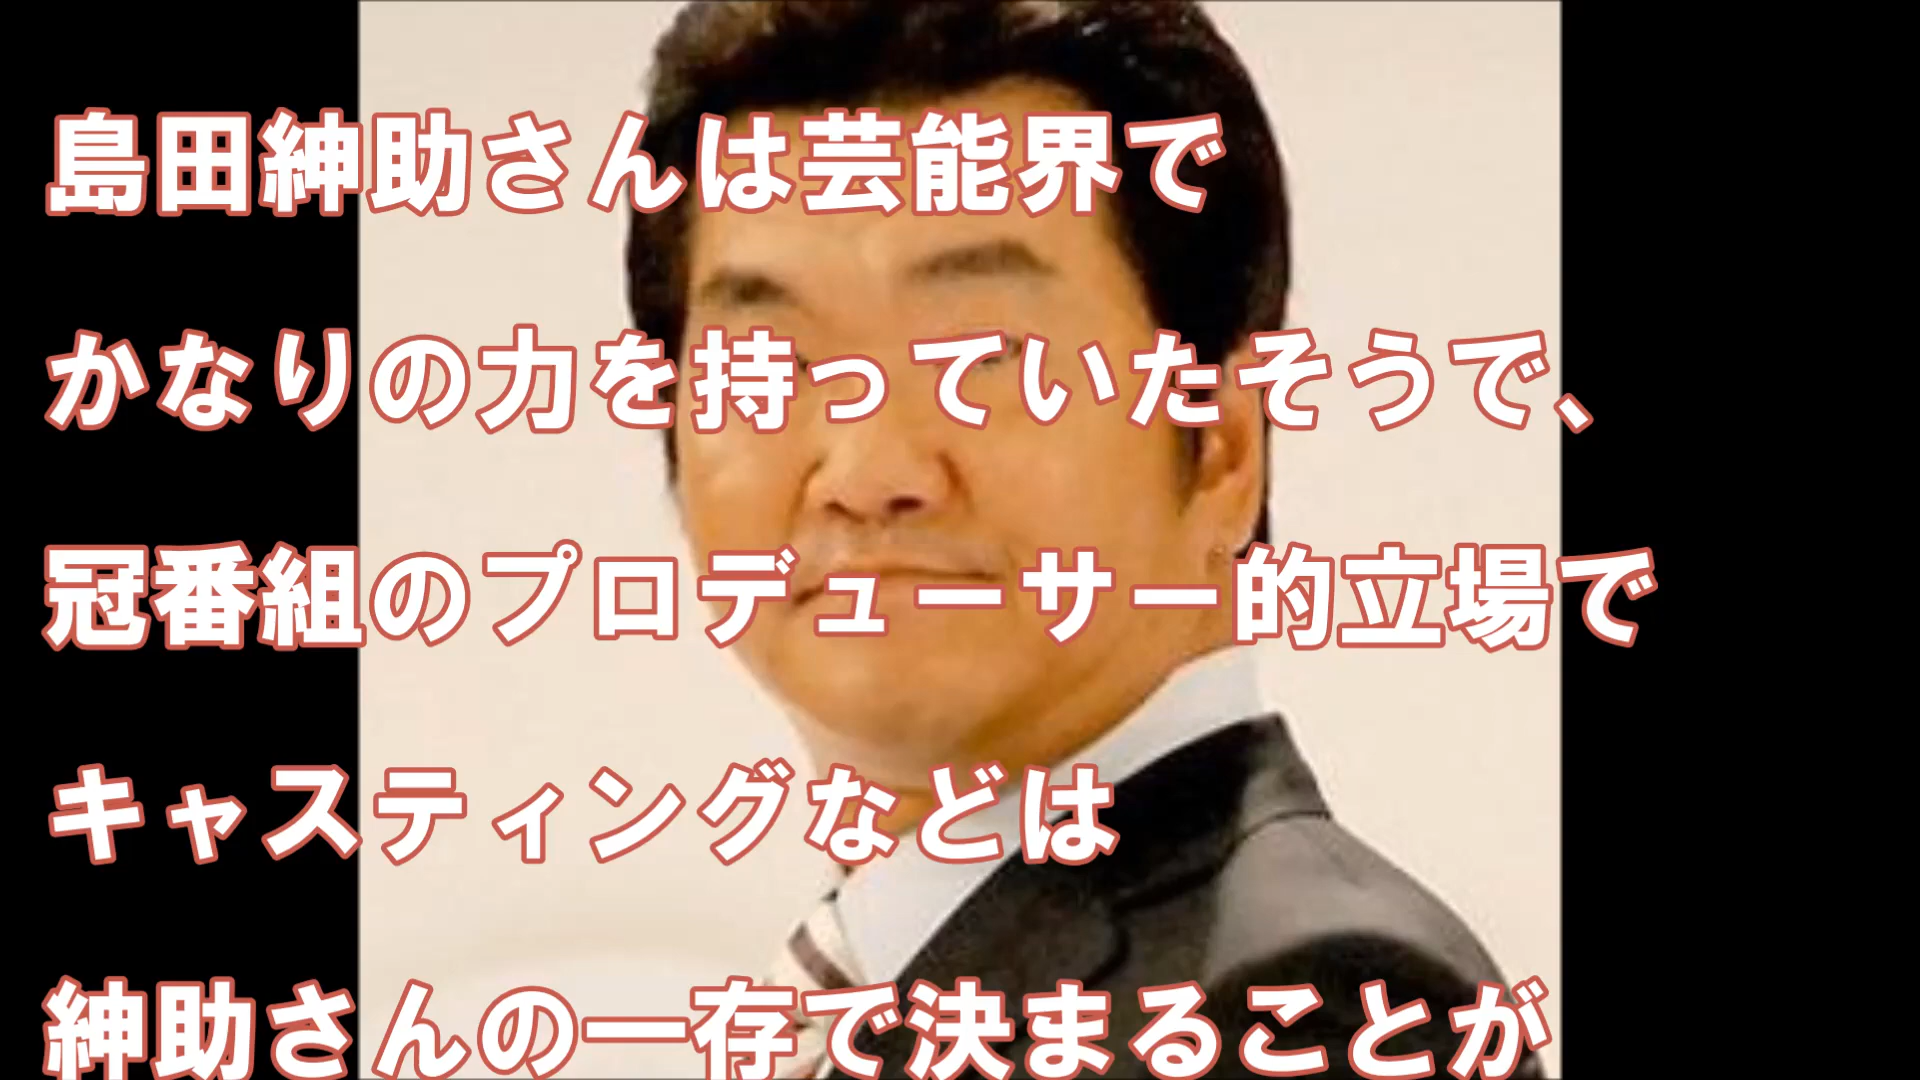 島田紳助さんは芸能界で
かなりの力を持っていたそうで、
冠番組のプロデューサー的立場で
キャスティングなどは
紳助さんの一存で決まることが